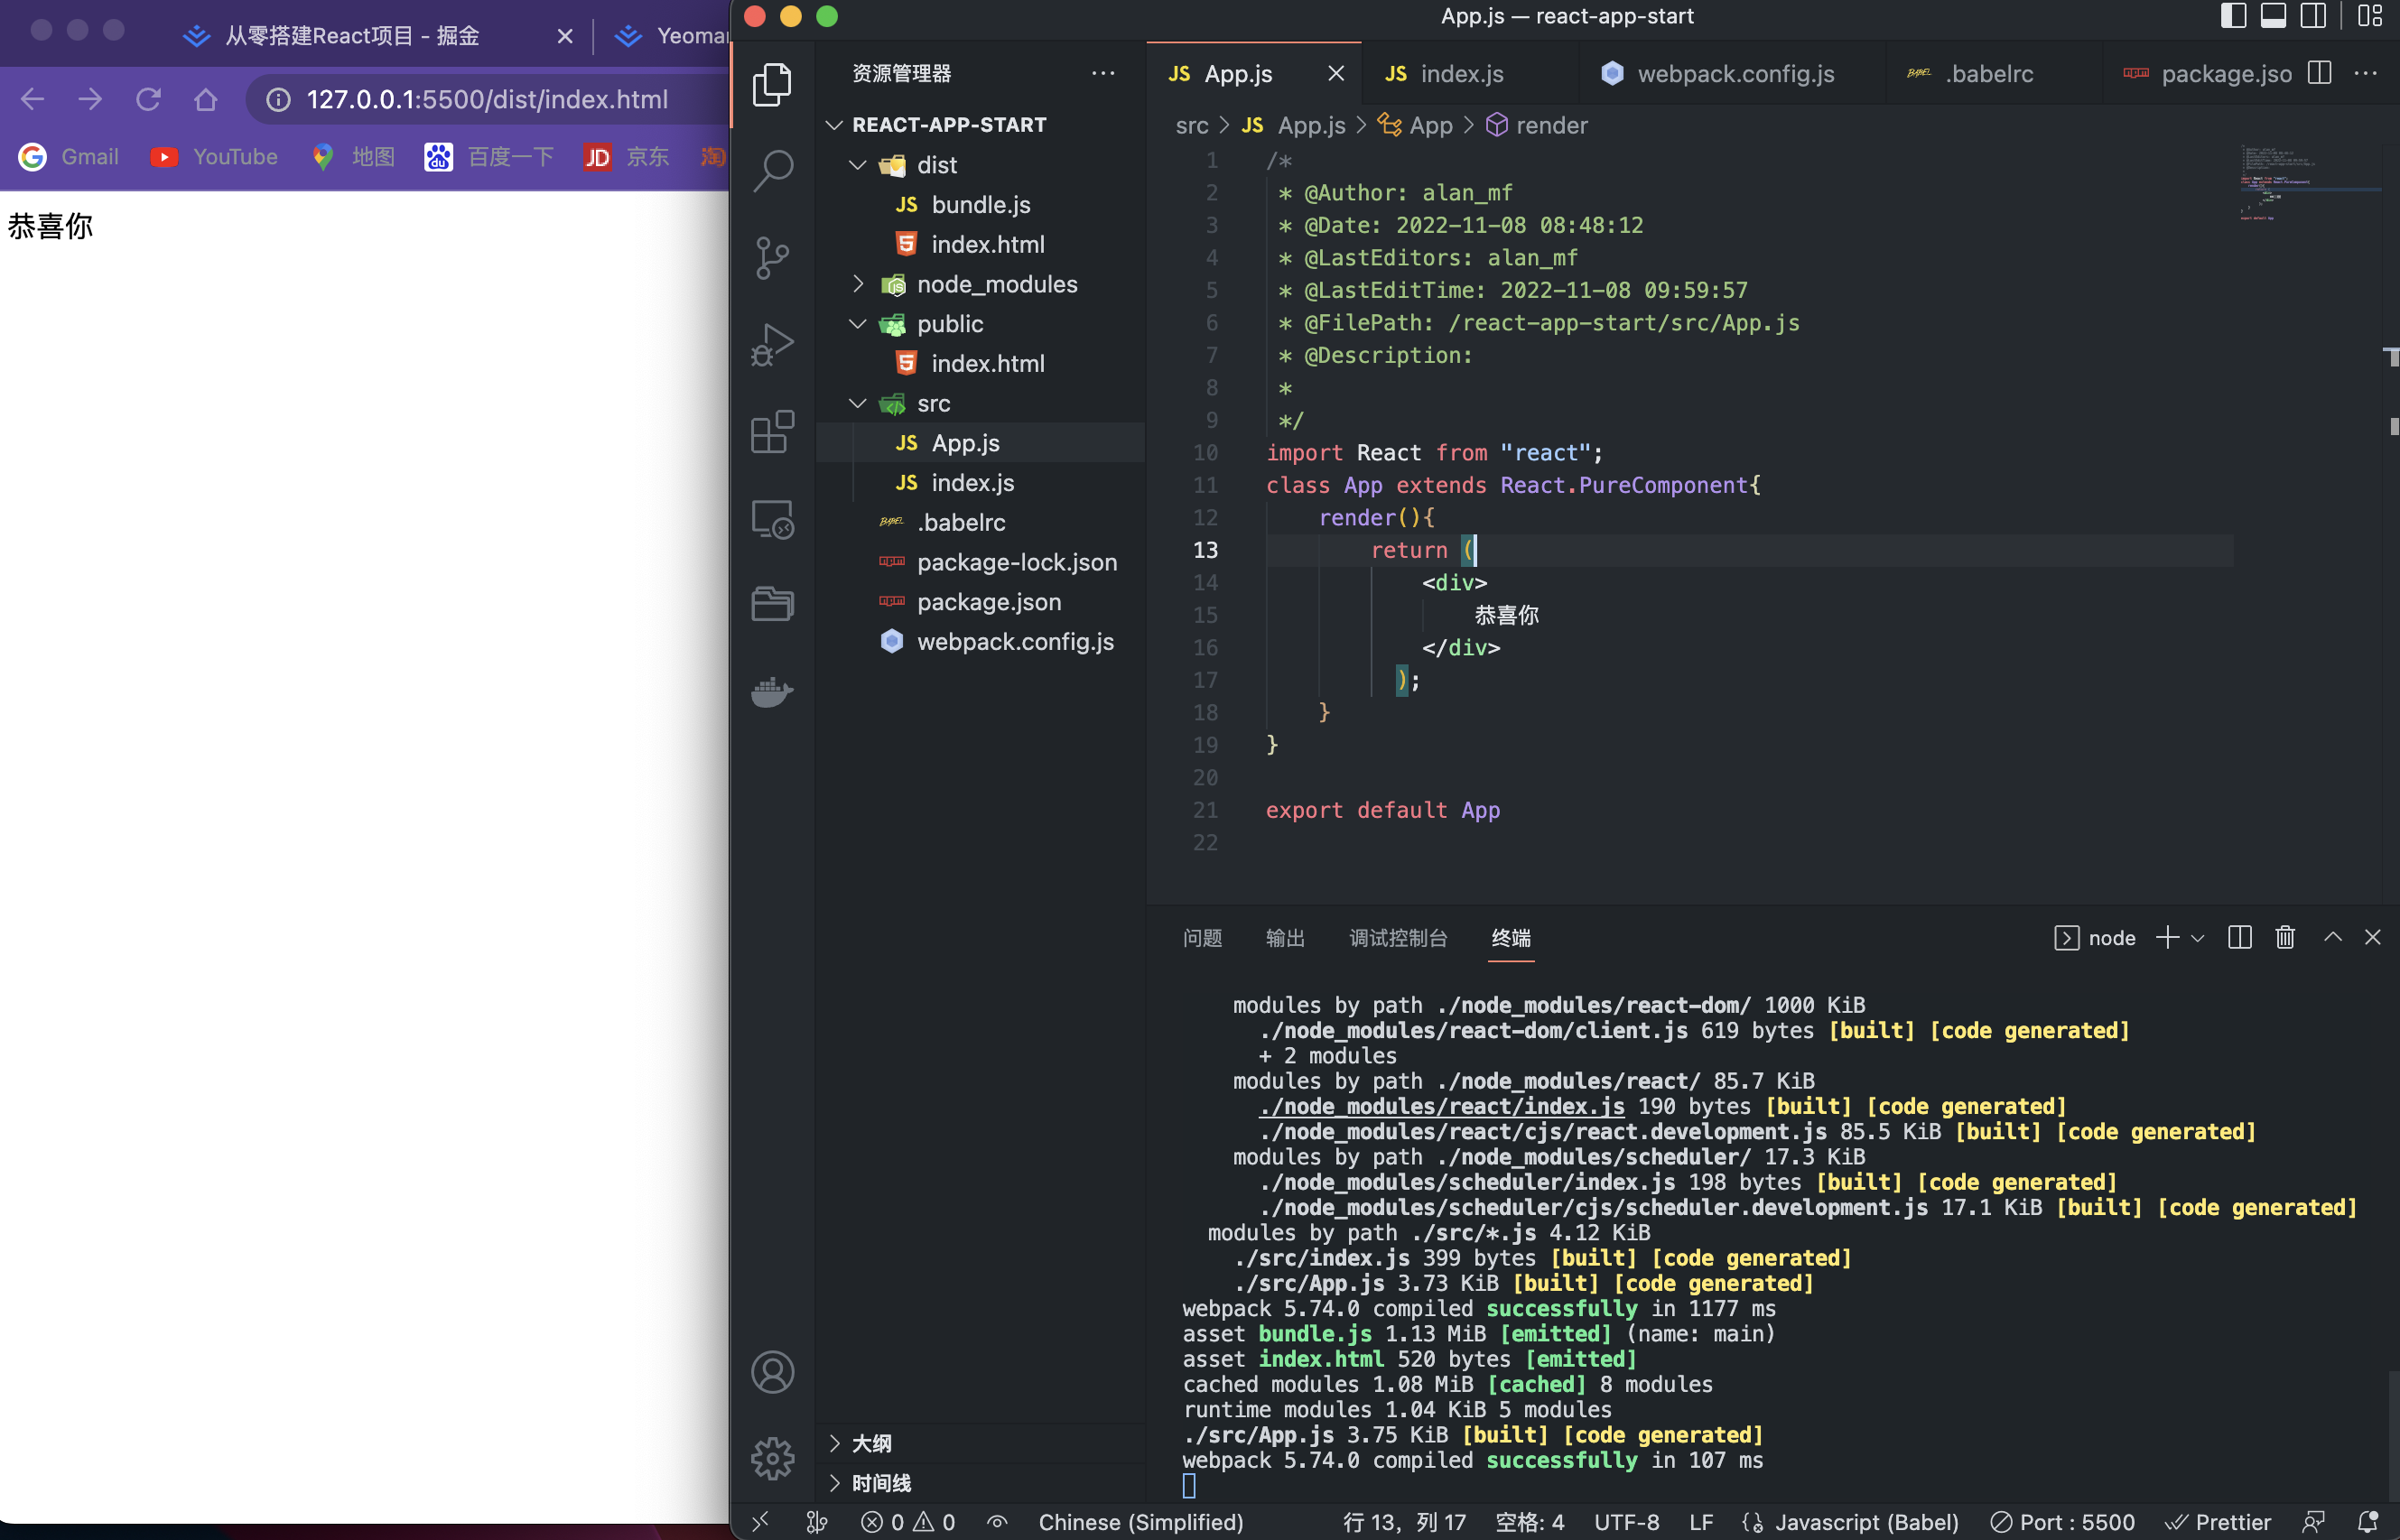 从零搭建React项目 - 掘金
Yeoma
127.0.0.1:5500/dist/index.html
Gmail YouTube 地图 百度一下 京东
恭喜你
App.js — react-app-start
资源管理器
REACT-APP-START
dist
JS bundle.js
index.html
node_modules
public
index.html
src
JS App.js
JS index.js
.babelrc
package-lock.json
package.json
webpack.config.js
大纲
时间线
JS App.js JS index.js webpack.config.js .babelrc package.jso
src > JS App.js > App > render
1 /*
2 * @Author: alan_mf
3 * @Date: 2022-11-08 08:48:12
4 * @LastEditors: alan_mf
5 * @LastEditTime: 2022-11-08 09:59:57
6 * @FilePath: /react-app-start/src/App.js
7 * @Description:
8 *
9 */
10 import React from "react";
11 class App extends React.PureComponent{
12 render(){
13 return (
14 <div>
15 恭喜你
16 </div>
17 );
18 }
19 }
20
21 export default App
22
问题 输出 调试控制台 终端 node
modules by path ./node_modules/react-dom/ 1000 KiB
./node_modules/react-dom/client.js 619 bytes [built] [code generated]
+ 2 modules
modules by path ./node_modules/react/ 85.7 KiB
./node_modules/react/index.js 190 bytes [built] [code generated]
./node_modules/react/cjs/react.development.js 85.5 KiB [built] [code generated]
modules by path ./node_modules/scheduler/ 17.3 KiB
./node_modules/scheduler/index.js 198 bytes [built] [code generated]
./node_modules/scheduler/cjs/scheduler.development.js 17.1 KiB [built] [code generated]
modules by path ./src/*.js 4.12 KiB
./src/index.js 399 bytes [built] [code generated]
./src/App.js 3.73 KiB [built] [code generated]
webpack 5.74.0 compiled successfully in 1177 ms
asset bundle.js 1.13 MiB [emitted] (name: main)
asset index.html 520 bytes [emitted]
cached modules 1.08 MiB [cached] 8 modules
runtime modules 1.04 KiB 5 modules
./src/App.js 3.75 KiB [built] [code generated]
webpack 5.74.0 compiled successfully in 107 ms
0 0 Chinese (Simplified) 行 13，列 17 空格: 4 UTF-8 LF Javascript (Babel) Port : 5500 Prettier